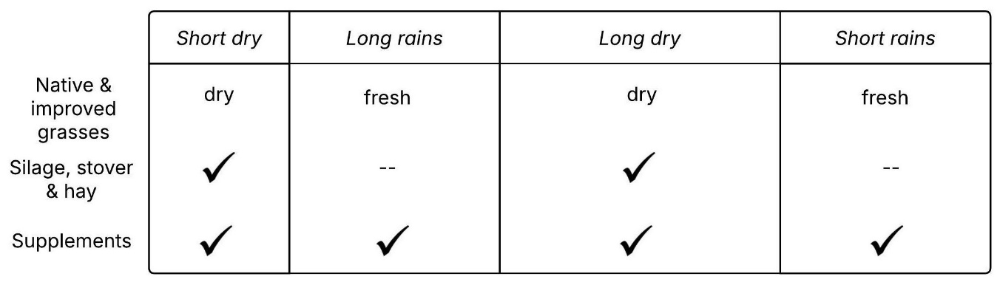 Short dry Long rains Long dry Short rains
Native &
improved
grasses
dry fresh dry fresh
Silage, stover
& hay
✓ -- ✓ --
Supplements ✓ ✓ ✓ ✓